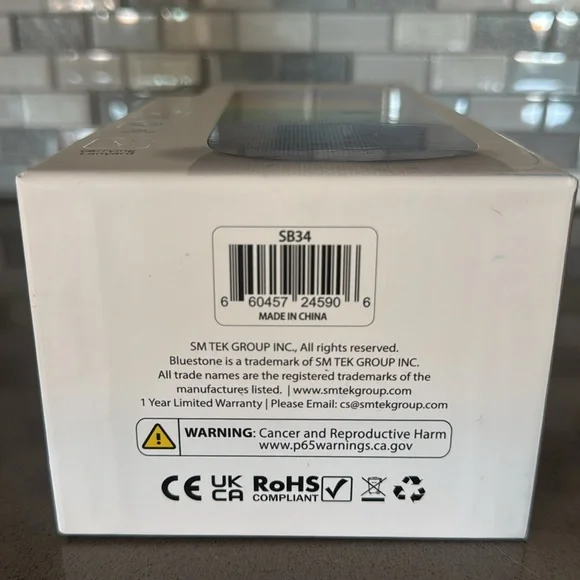 Lanyard
SB34
6 60457 24590 6
MADE IN CHINA
SM TEK GROUP INC., All rights reserved.
Bluestone is a trademark of SM TEK GROUP INC.
All trade names are the registered trademarks of the
manufactures listed. | www.smtekgroup.com
1 Year Limited Warranty | Please Email: cs@smtekgroup.com
WARNING: Cancer and Reproductive Harm
www.p65warnings.ca.gov
CE UK
CA RoHS
COMPLIANT